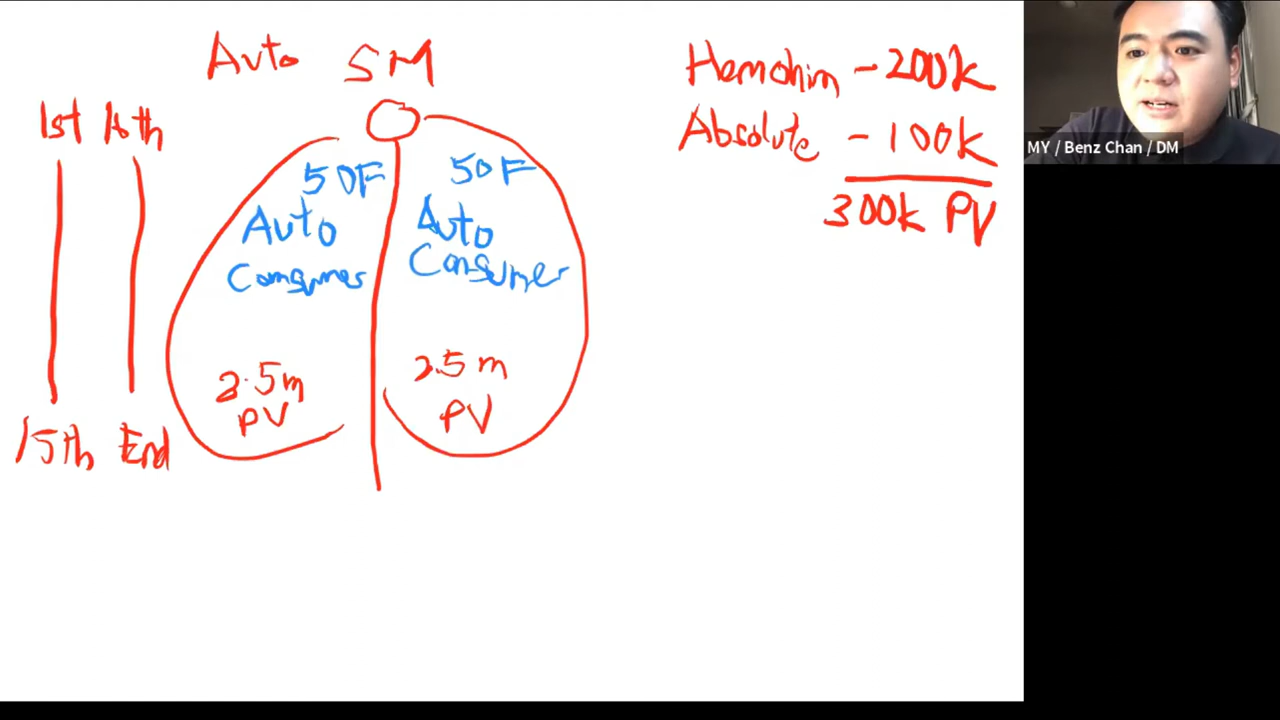 Auto SM
1st 16th
15th End
50F
Auto
Consumer
2.5m
PV
50F
Auto
Consumer
2.5m
PV
Hemohim - 200k
Absolute - 100k
300k PV
MY / Benz Chan / DM